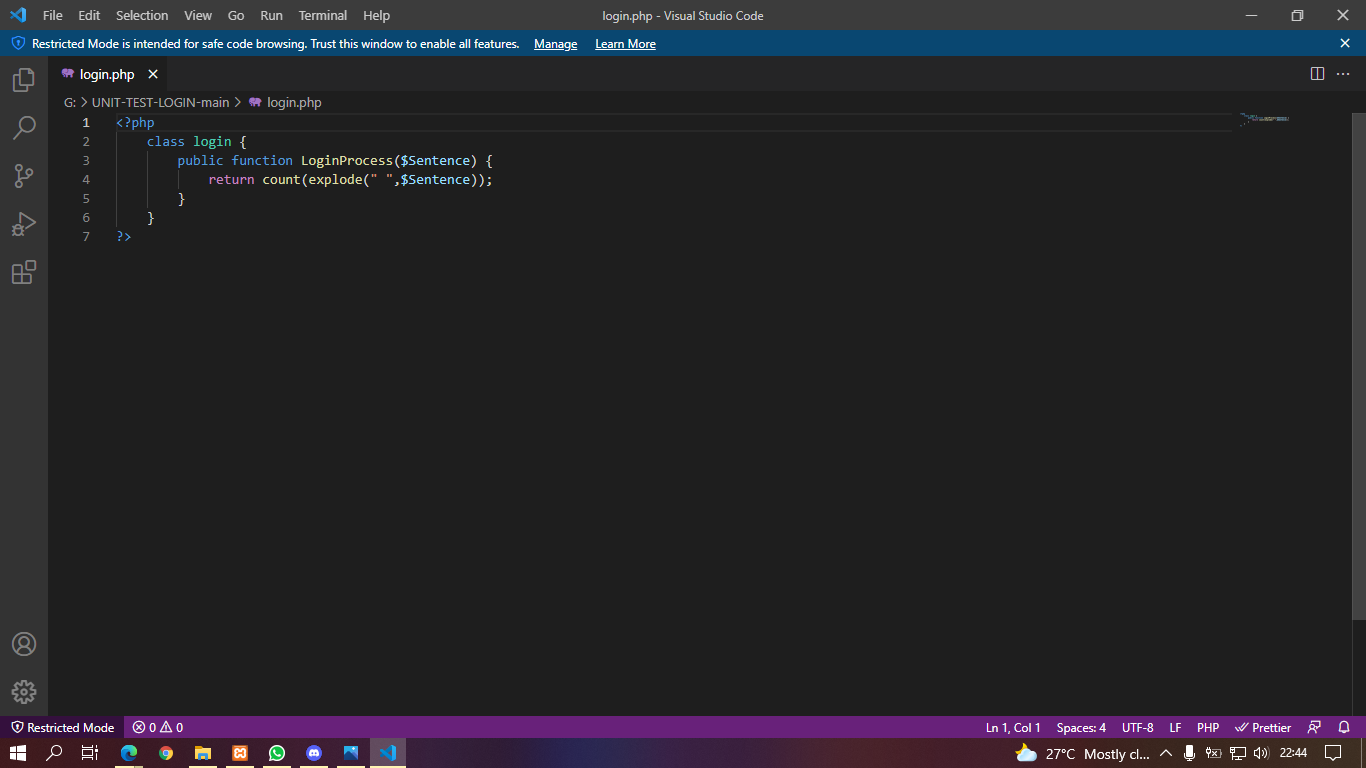 File Edit Selection View Go Run Terminal Help login.php - Visual Studio Code
Restricted Mode is intended for safe code browsing. Trust this window to enable all features. Manage Learn More
login.php
G: > UNIT-TEST-LOGIN-main > login.php
1 <?php
2 class login {
3 public function LoginProcess($Sentence) {
4 return count(explode(" ",$Sentence));
5 }
6 }
7 ?>
Restricted Mode 0 0 Ln 1, Col 1 Spaces: 4 UTF-8 LF PHP Prettier
27°C Mostly cl... 22:44